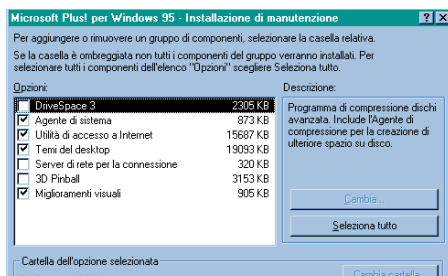 Microsoft Plus! per Windows 95 - Installazione di manutenzione
Per aggiungere o rimuovere un gruppo di componenti, selezionare la casella relativa.
Se la casella è ombreggiata non tutti i componenti del gruppo verranno installati. Per
selezionare tutti i componenti dell'elenco "Opzioni" scegliere Seleziona tutto.
Opzioni:
Descrizione:
DriveSpace 3 2305 KB
Agente di sistema 873 KB
Utilità di accesso a Internet 15687 KB
Temi del desktop 19093 KB
Server di rete per la connessione 320 KB
3D Pinball 3153 KB
Miglioramenti visuali 905 KB
Programma di compressione dischi
avanzata. Include l'Agente di
compressione per la creazione di
ulteriore spazio su disco.
Cambia...
Seleziona tutto
Cartella dell'opzione selezionata
Cambia cartella